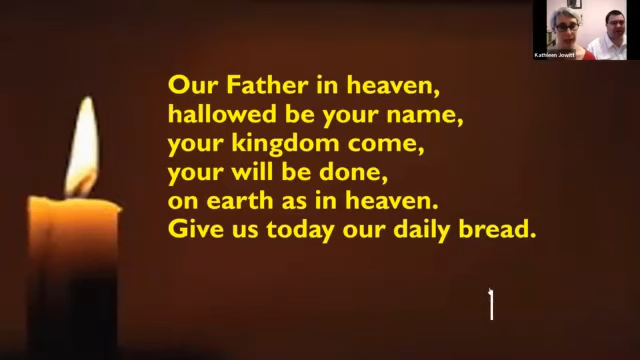 Kathleen Jowitt
Our Father in heaven,
hallowed be your name,
your kingdom come,
your will be done,
on earth as in heaven.
Give us today our daily bread.